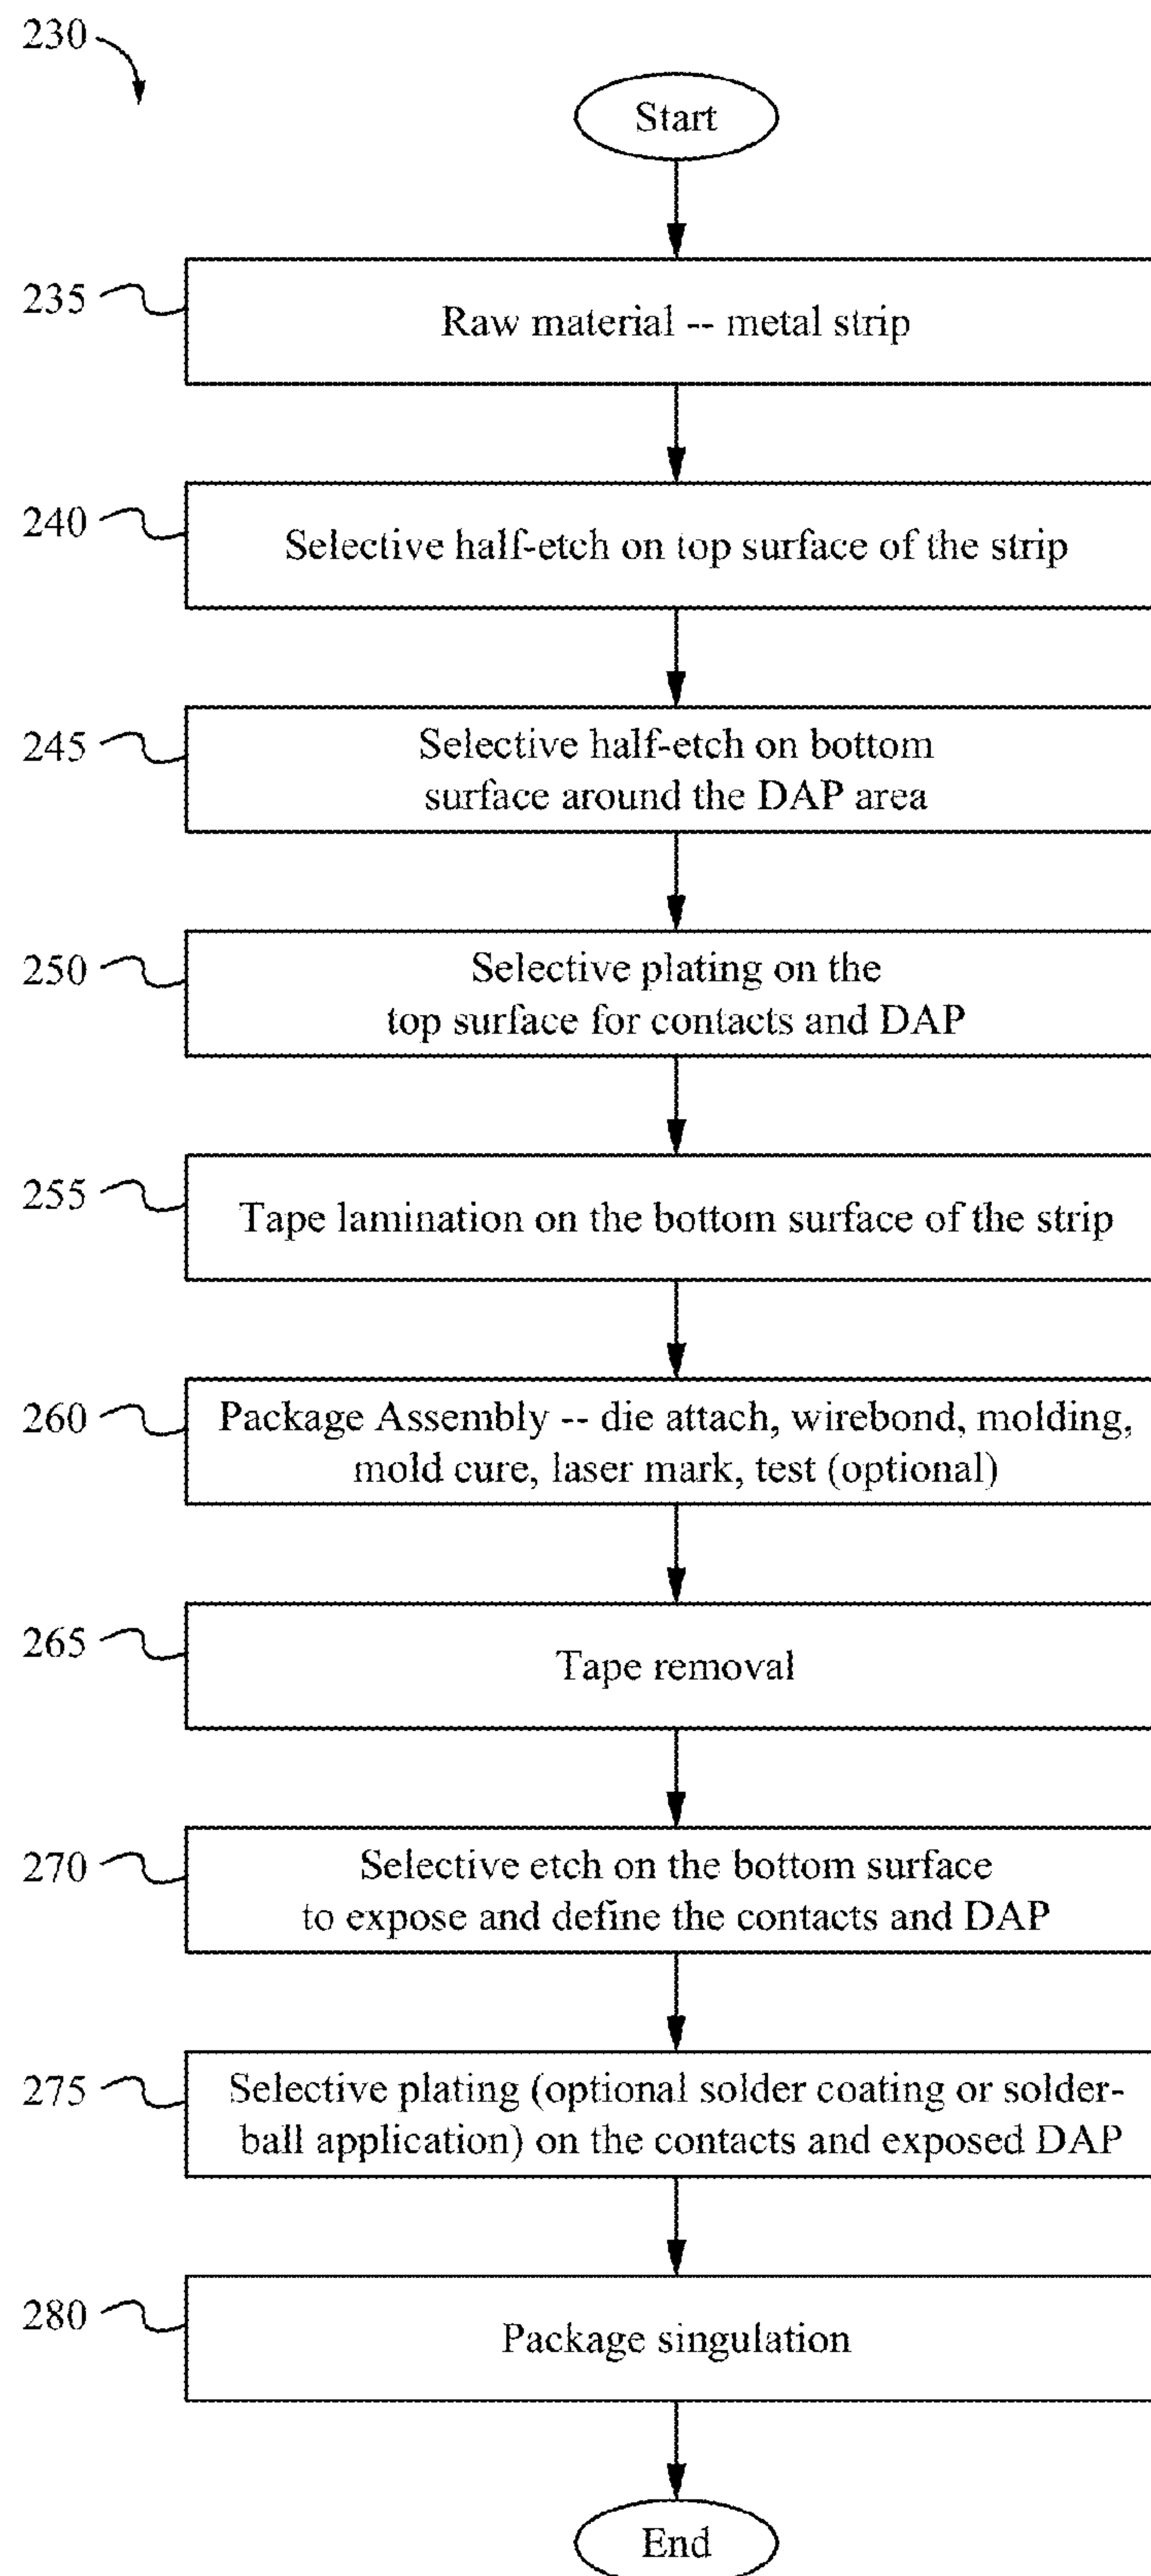 230
Start
235
Raw material -- metal strip
240
Selective half-etch on top surface of the strip
245
Selective half-etch on bottom
surface around the DAP area
250
Selective plating on the
top surface for contacts and DAP
255
Tape lamination on the bottom surface of the strip
260
Package Assembly -- die attach, wirebond, molding,
mold cure, laser mark, test (optional)
265
Tape removal
270
Selective etch on the bottom surface
to expose and define the contacts and DAP
275
Selective plating (optional solder coating or solder-
ball application) on the contacts and exposed DAP
280
Package singulation
End